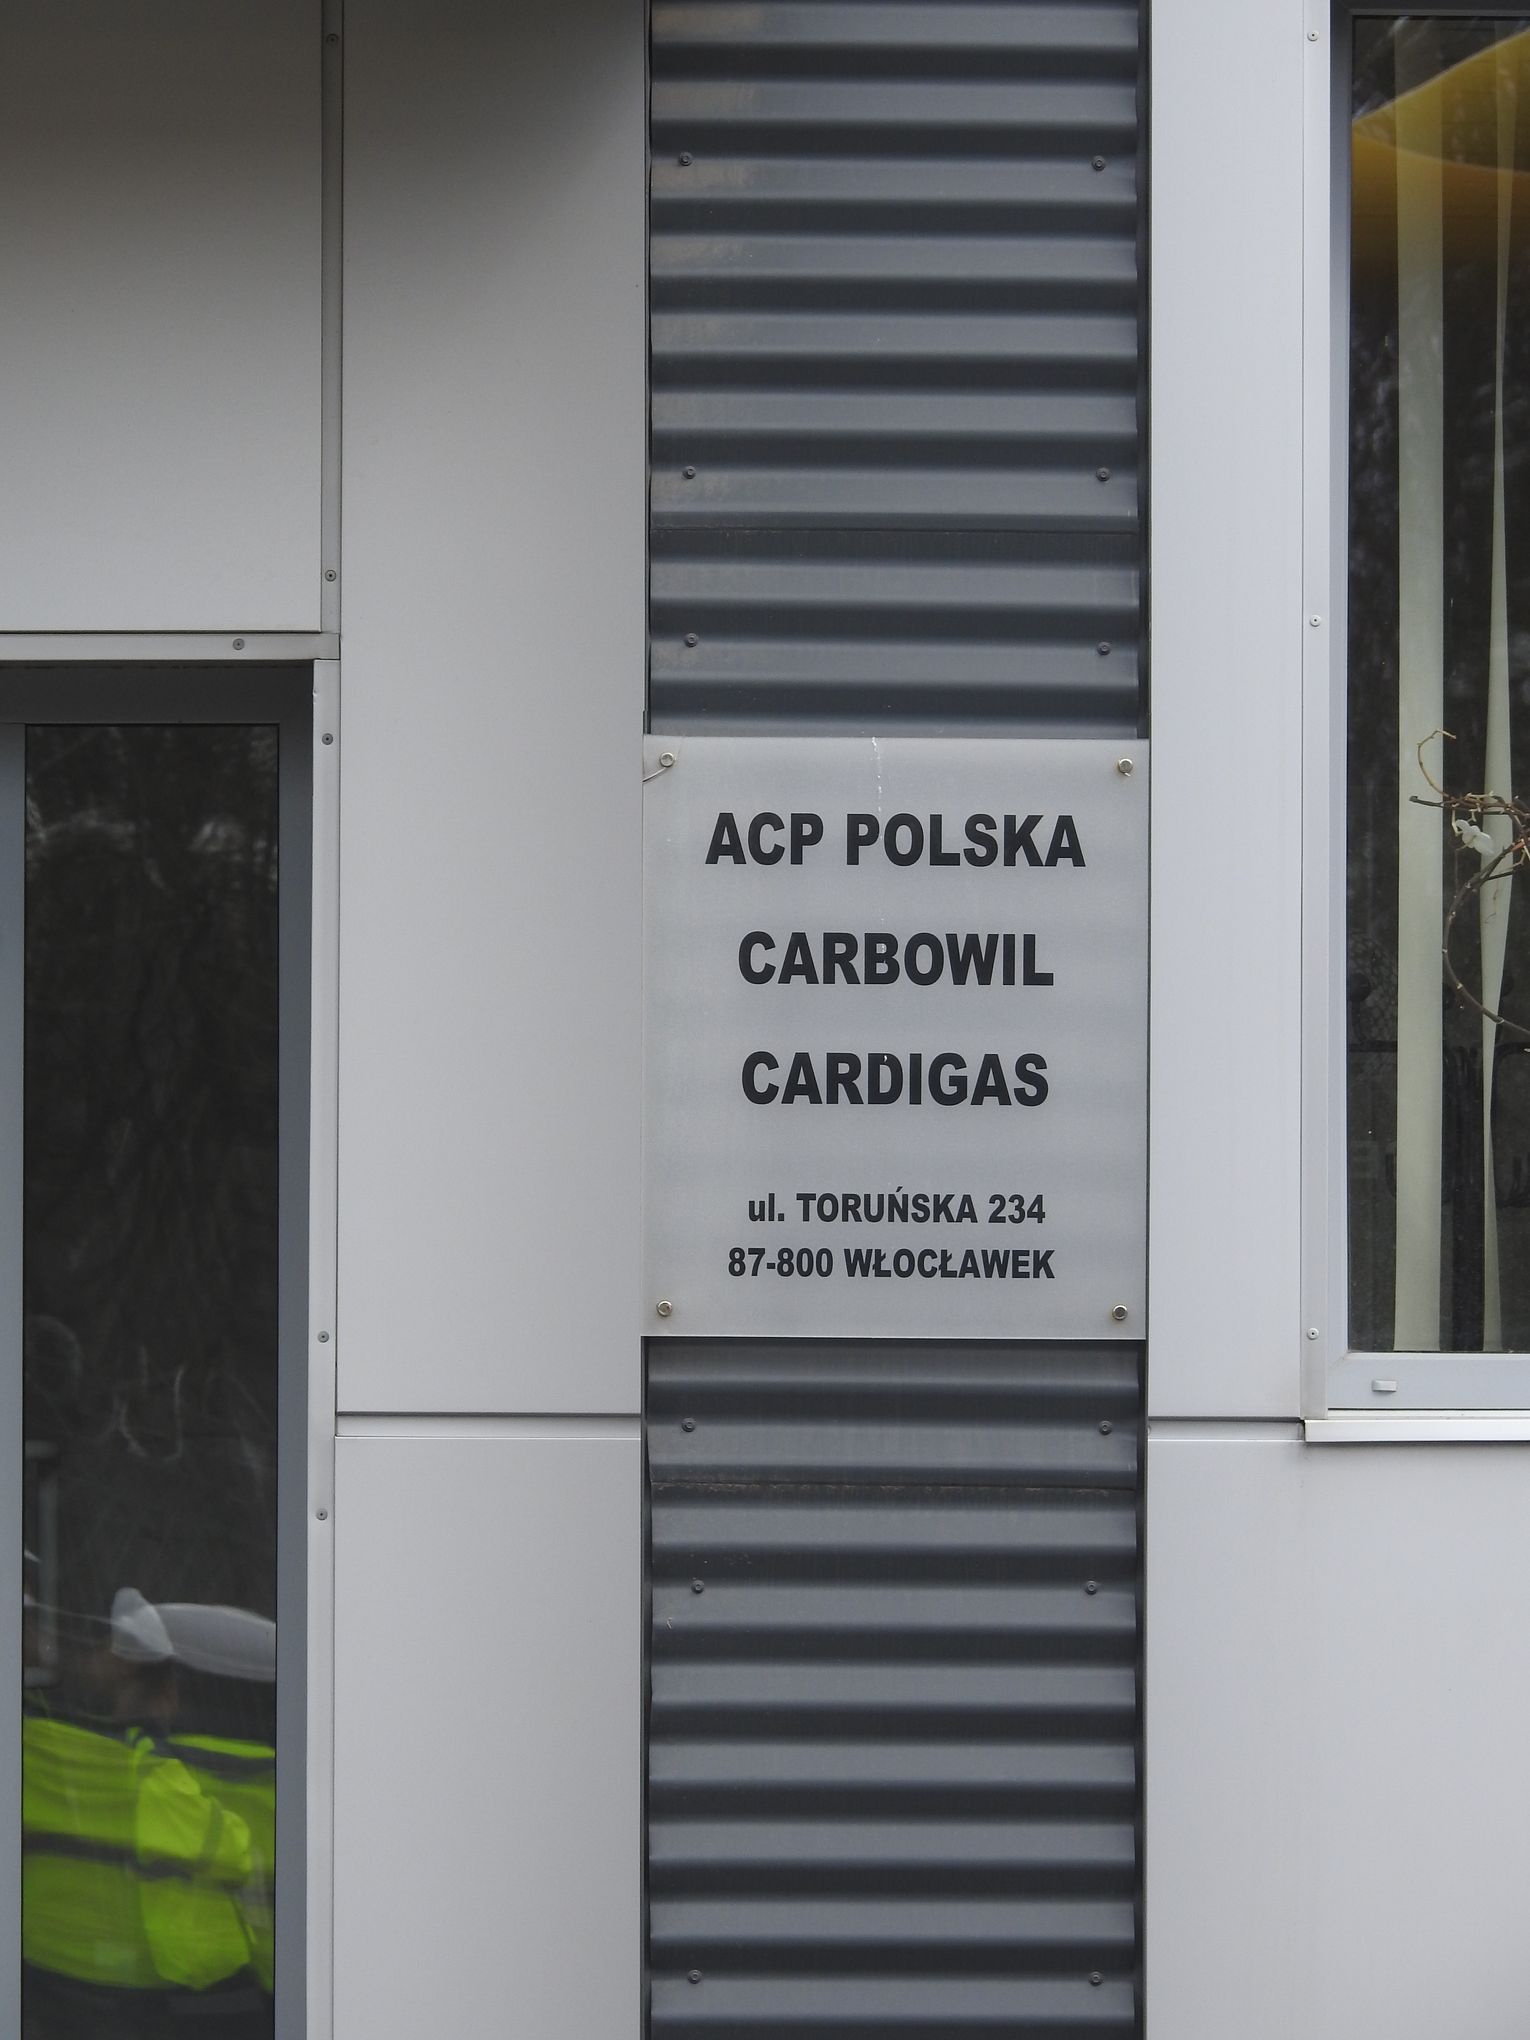 ACP POLSKA
CARBOWIL
CARDIGAS
ul. TORUŃSKA 234
87-800 WŁOCŁAWEK